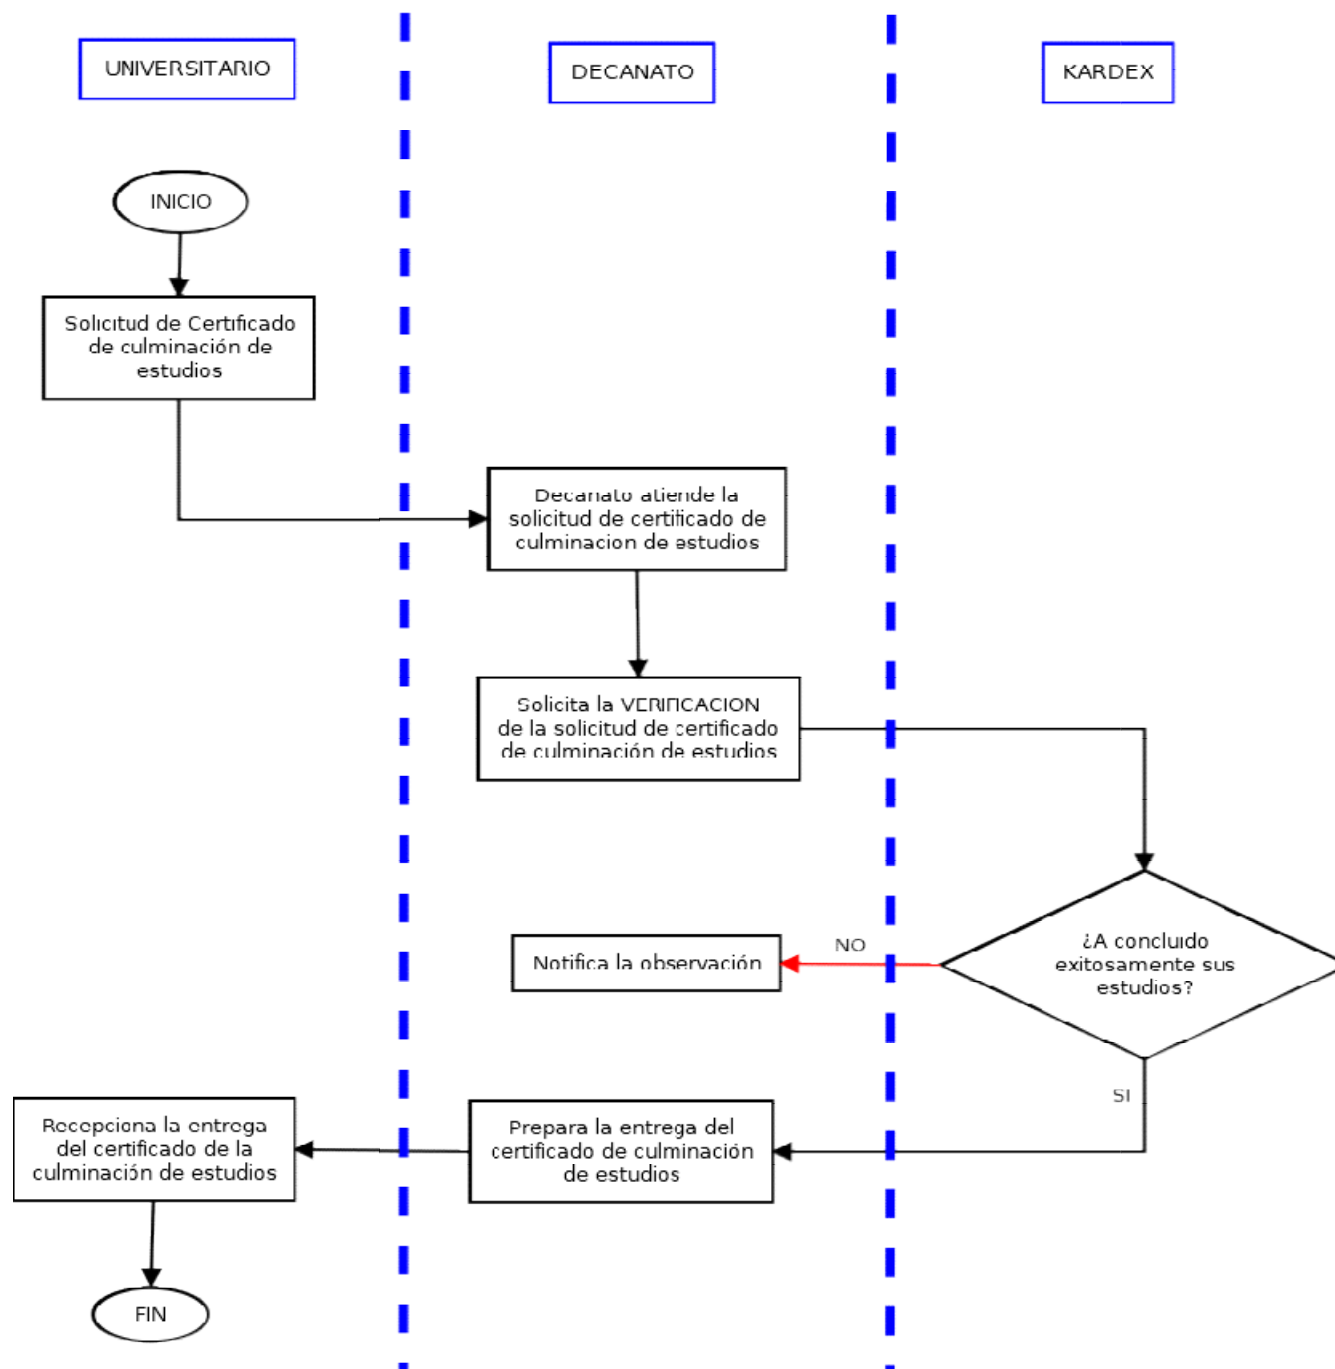 UNIVERSITARIO
DECANATO
KARDEX
INICIO
Solicitud de Certificado
de culminación de
estudios
Decanato atiende la
solicitud de certificado de
culminacion de estudios
Solicita la VERIFICACION
de la solicitud de certificado
de culminación de estudios
¿A concluido
exitosamente sus
estudios?
NO
Notifica la observación
SI
Prepara la entrega del
certificado de culminación
de estudios
Recepciona la entrega
del certificado de la
culminación de estudios
FIN